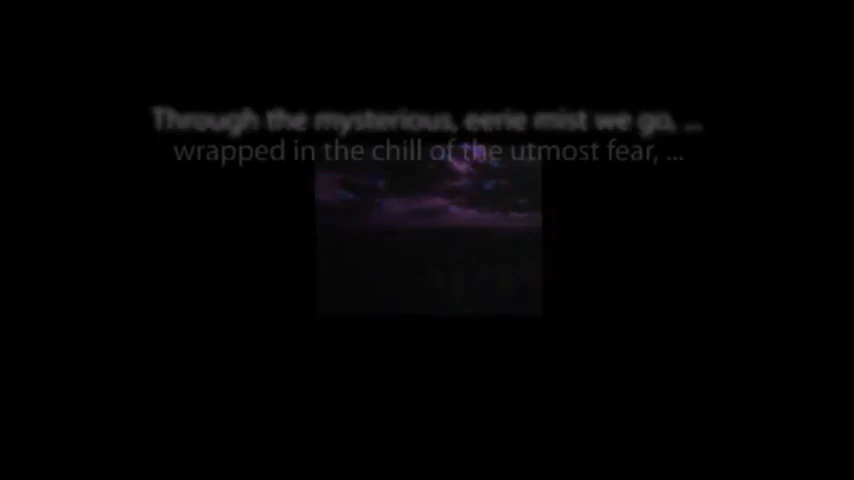 Through the mysterious, eerie mist we go, ...
wrapped in the chill of the utmost fear, ...